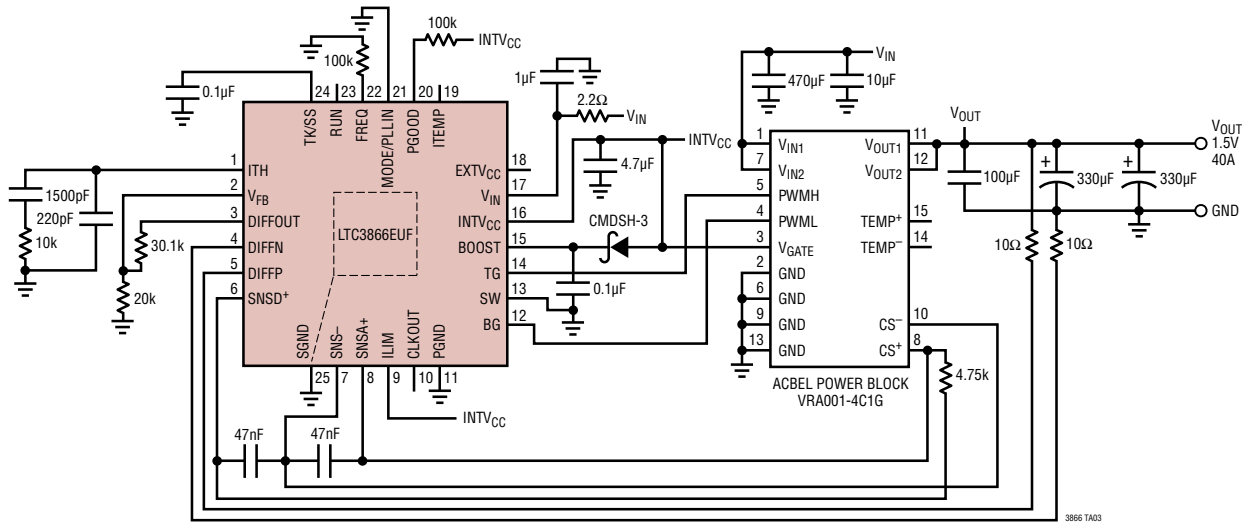 100k
INTVCC
100k
1µF
VIN
0.1µF
24 23 22 21 20 19
470µF
10µF
TK/SS
RUN
FREQ
MODE/PLLIN
PGOOD
ITEMP
2.2Ω
VIN
VOUT
INTVCC
1 ITH
EXTVCC 18
4.7µF
1 VIN1
VOUT1 11
VOUT
1.5V
40A
1500pF
2 VFB
VIN 17
7 VIN2
VOUT2 12
100µF
330µF
330µF
220pF
3 DIFFOUT
INTVCC 16
5 PWMH
10k
30.1k
LTC3866EUF
CMDSH-3
4 PWML
TEMP+ 15
GND
4 DIFFN
BOOST 15
3 VGATE
TEMP– 14
10Ω
10Ω
5 DIFFP
TG 14
2 GND
20k
6 SNSD+
SW 13
0.1µF
6 GND
BG 12
9 GND
CS– 10
SGND
SNS–
SNSA+
ILIM
CLKOUT
PGND
13 GND
CS+ 8
25 7 8 9 10 11
4.75k
ACBEL POWER BLOCK
VRA001-4C1G
INTVCC
47nF
47nF
3866 TA03